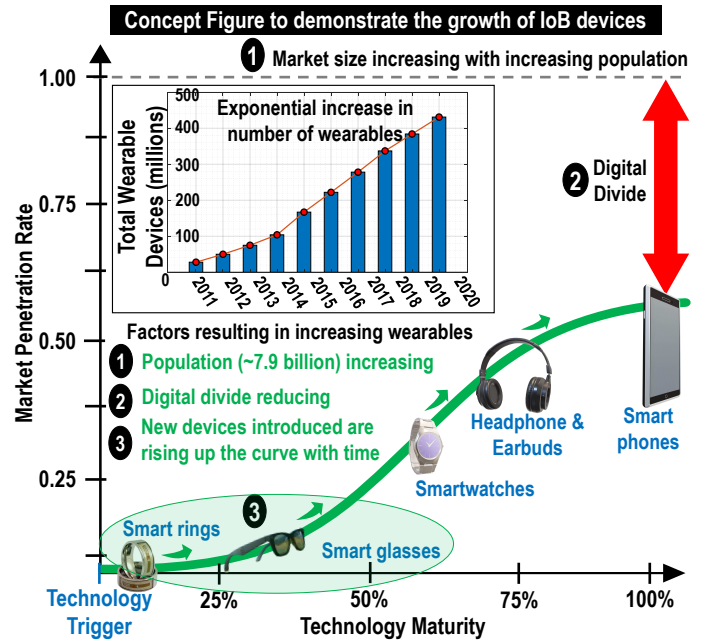 Concept Figure to demonstrate the growth of IoB devices
1 Market size increasing with increasing population
1.00
0.75
0.50
0.25
Market Penetration Rate
Exponential increase in
number of wearables
Total Wearable
Devices (millions)
500
400
300
200
100
0
2011
2012
2013
2014
2015
2016
2017
2018
2019
2020
2 Digital
Divide
Factors resulting in increasing wearables
1 Population (~7.9 billion) increasing
2 Digital divide reducing
3 New devices introduced are
rising up the curve with time
Headphone &
Earbuds
Smart
phones
Smartwatches
3
Smart rings
Smart glasses
Technology
Trigger
25%
50%
75%
100%
Technology Maturity